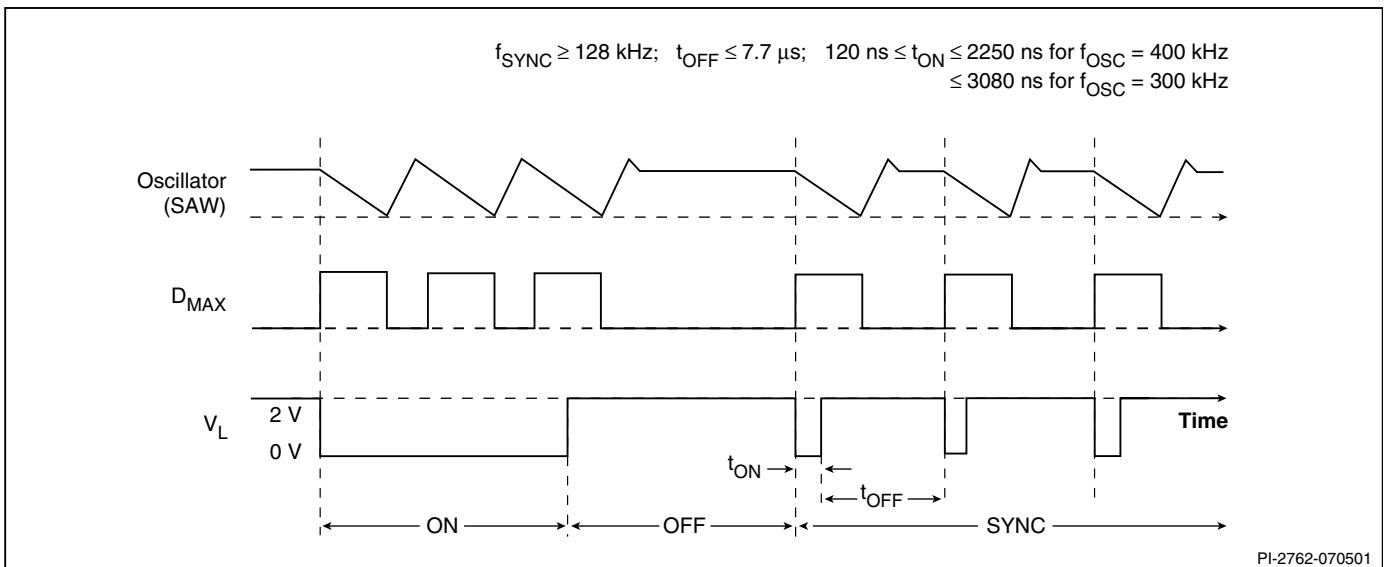 f_SYNC ≥ 128 kHz; t_OFF ≤ 7.7 µs; 120 ns ≤ t_ON ≤ 2250 ns for f_OSC = 400 kHz
≤ 3080 ns for f_OSC = 300 kHz
Oscillator
(SAW)
D_MAX
V_L
2 V
0 V
Time
t_ON
t_OFF
ON
OFF
SYNC
PI-2762-070501